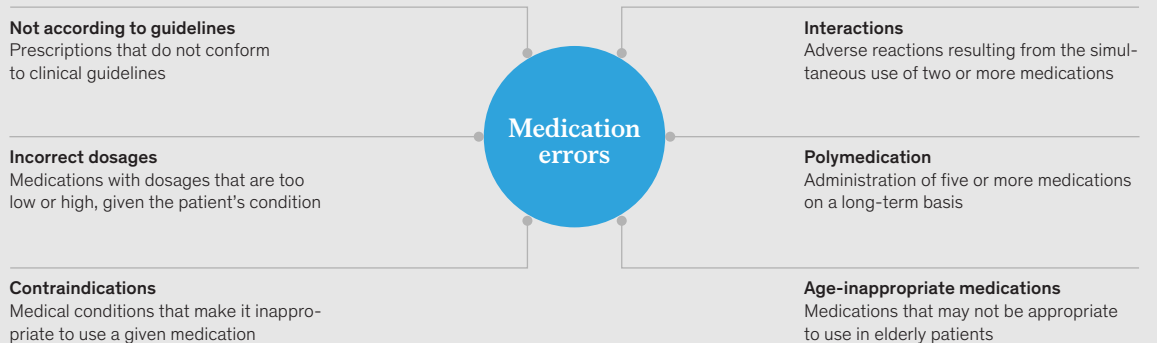 Not according to guidelines
Prescriptions that do not conform
to clinical guidelines
Incorrect dosages
Medications with dosages that are too
low or high, given the patient’s condition
Contraindications
Medical conditions that make it inappro-
priate to use a given medication
Medication
errors
Interactions
Adverse reactions resulting from the simul-
taneous use of two or more medications
Polymedication
Administration of five or more medications
on a long-term basis
Age-inappropriate medications
Medications that may not be appropriate
to use in elderly patients